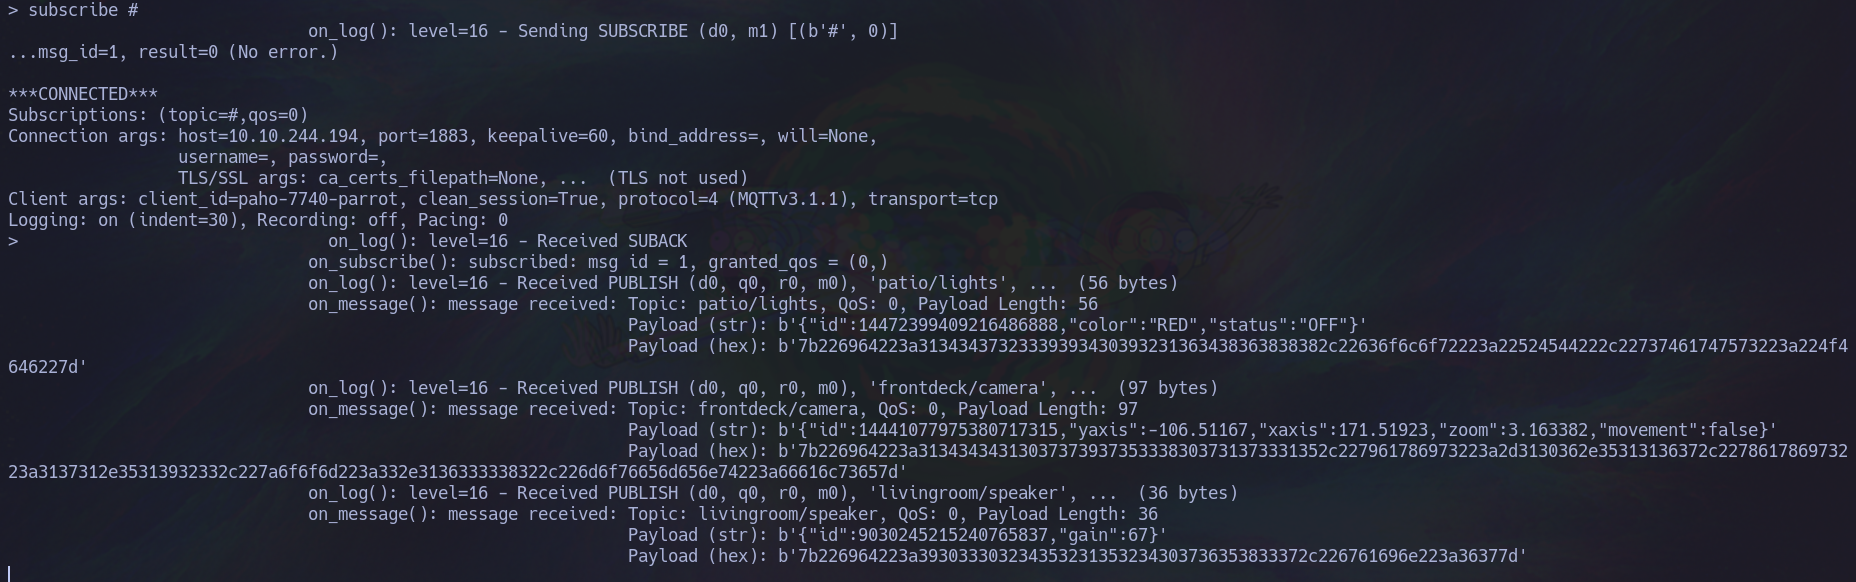 > subscribe #
on_log(): level=16 - Sending SUBSCRIBE (d0, m1) [(b'#', 0)]
...msg_id=1, result=0 (No error.)
***CONNECTED***
Subscriptions: (topic=#,qos=0)
Connection args: host=10.10.244.194, port=1883, keepalive=60, bind_address=, will=None,
username=, password=,
TLS/SSL args: ca_certs_filepath=None, ...  (TLS not used)
Client args: client_id=paho-7740-parrot, clean_session=True, protocol=4 (MQTTv3.1.1), transport=tcp
Logging: on (indent=30), Recording: off, Pacing: 0
> on_log(): level=16 - Received SUBACK
on_subscribe(): subscribed: msg id = 1, granted_qos = (0,)
on_log(): level=16 - Received PUBLISH (d0, q0, r0, m0), 'patio/lights', ...  (56 bytes)
on_message(): message received: Topic: patio/lights, QoS: 0, Payload Length: 56
Payload (str): b'{"id":14472399409216486888,"color":"RED","status":"OFF"}'
Payload (hex): b'7b226964223a31343437323339393430393231363438363838382c22636f6c6f72223a22524544222c22737461747573223a224f4
646227d'
on_log(): level=16 - Received PUBLISH (d0, q0, r0, m0), 'frontdeck/camera', ...  (97 bytes)
on_message(): message received: Topic: frontdeck/camera, QoS: 0, Payload Length: 97
Payload (str): b'{"id":14441077975380717315,"yaxis":-106.51167,"xaxis":171.51923,"zoom":3.163382,"movement":false}'
Payload (hex): b'7b226964223a31343434313037373937353338303731373331352c227961786973223a2d3130362e35313136372c2278617869732
23a3137312e35313932332c227a6f6f6d223a332e3136333338322c226d6f76656d656e74223a66616c73657d'
on_log(): level=16 - Received PUBLISH (d0, q0, r0, m0), 'livingroom/speaker', ...  (36 bytes)
on_message(): message received: Topic: livingroom/speaker, QoS: 0, Payload Length: 36
Payload (str): b'{"id":9030245215240765837,"gain":67}'
Payload (hex): b'7b226964223a393033303234353231353234303736353833372c226761696e223a36377d'